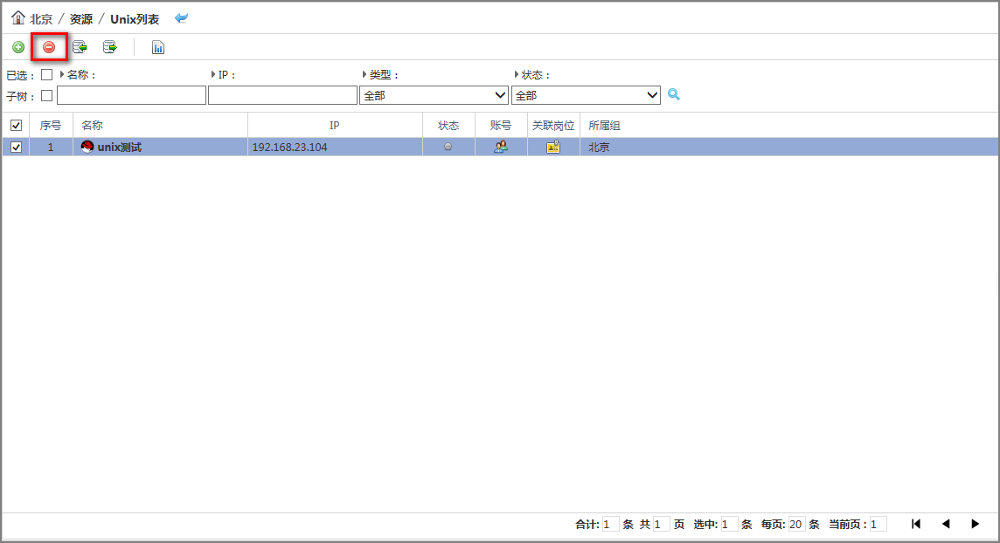 北京 / 资源 / Unix列表
已选： 名称： IP： 类型： 状态：
子树： 全部 全部
序号 名称 IP 状态 账号 关联岗位 所属组
1 unix测试 192.168.23.104 北京
合计: 1 条 共 1 页 选中: 1 条 每页: 20 条 当前页: 1